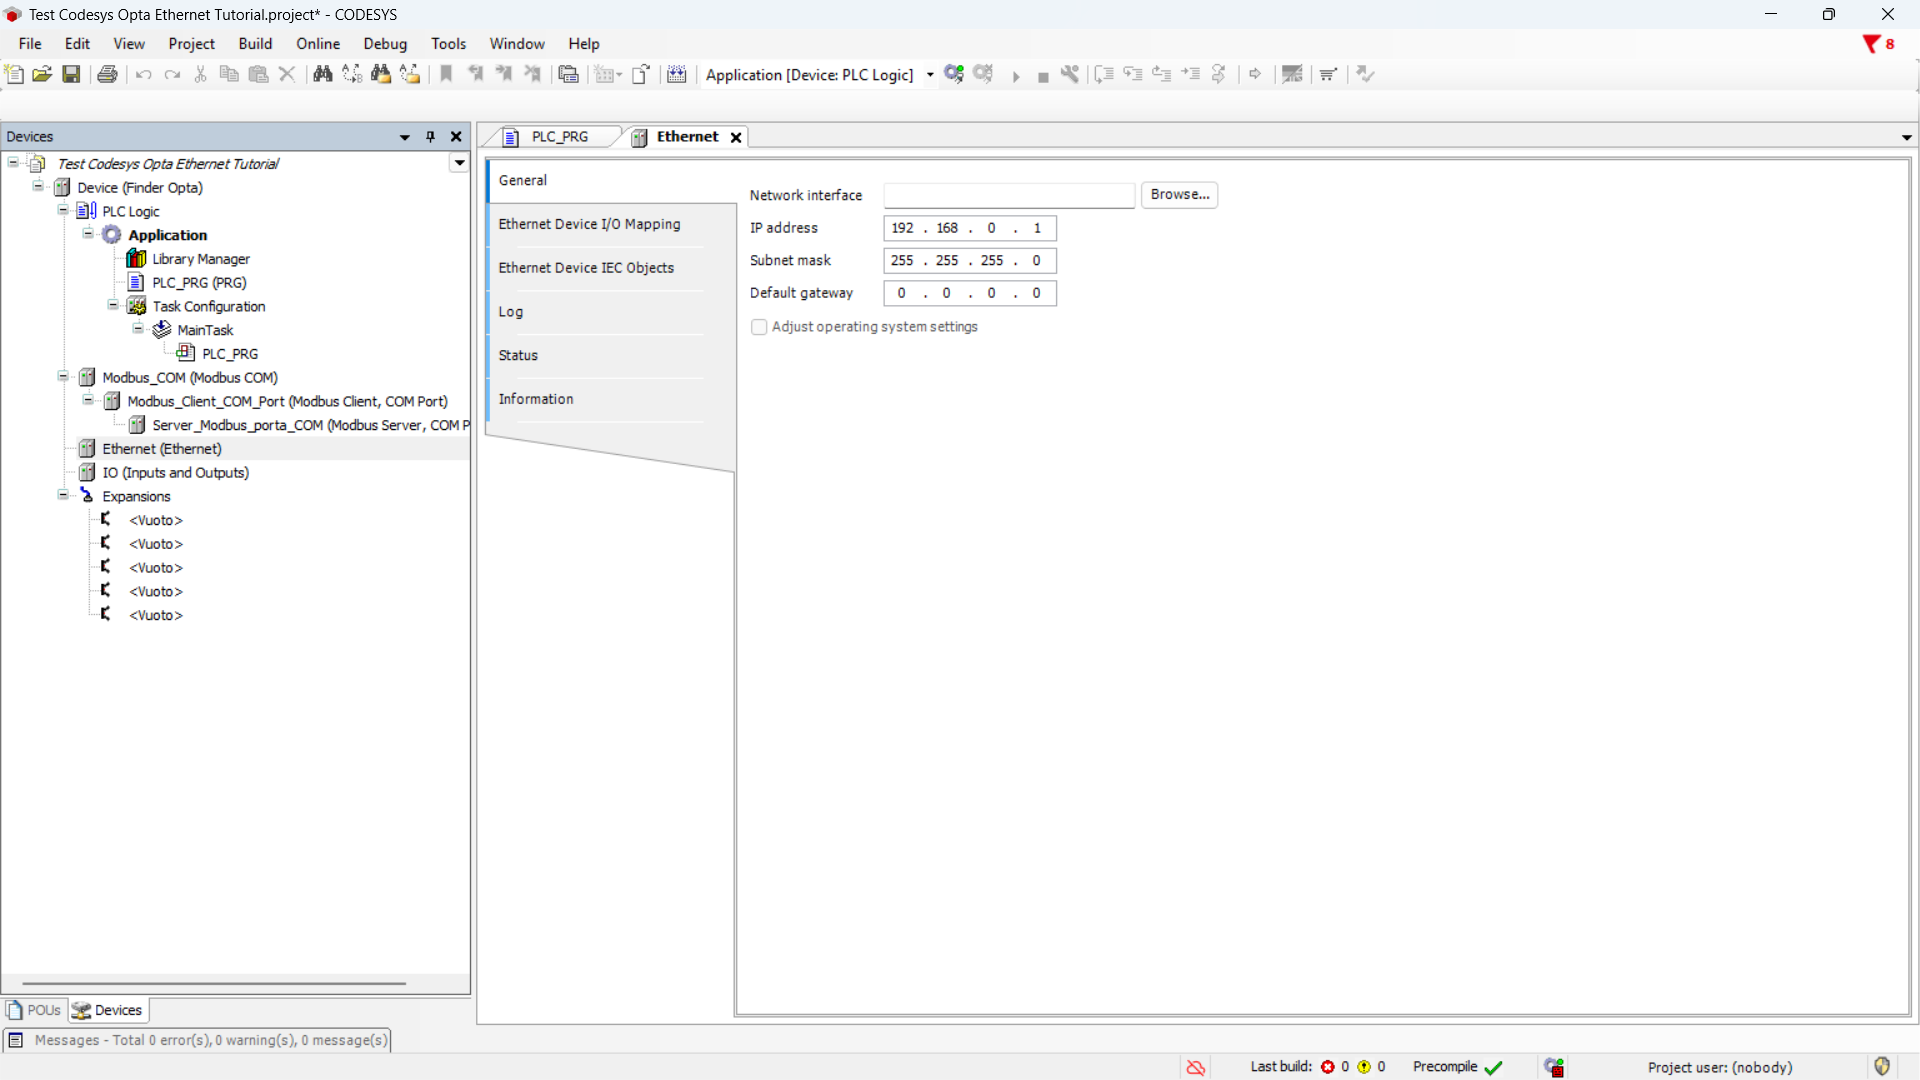 Test Codesys Opta Ethernet Tutorial.project* - CODESYS
File Edit View Project Build Online Debug Tools Window Help
8
Application [Device: PLC Logic]
Devices
Test Codesys Opta Ethernet Tutorial
Device (Finder Opta)
PLC Logic
Application
Library Manager
PLC_PRG (PRG)
Task Configuration
MainTask
PLC_PRG
Modbus_COM (Modbus COM)
Modbus_Client_COM_Port (Modbus Client, COM Port)
Server_Modbus_porta_COM (Modbus Server, COM P
Ethernet (Ethernet)
IO (Inputs and Outputs)
Expansions
<Vuoto>
<Vuoto>
<Vuoto>
<Vuoto>
<Vuoto>
POUs Devices
PLC_PRG Ethernet
General
Ethernet Device I/O Mapping
Ethernet Device IEC Objects
Log
Status
Information
Network interface Browse...
IP address 192 . 168 . 0 . 1
Subnet mask 255 . 255 . 255 . 0
Default gateway 0 . 0 . 0 . 0
Adjust operating system settings
Messages - Total 0 error(s), 0 warning(s), 0 message(s)
Last build: 0 0 Precompile Project user: (nobody)